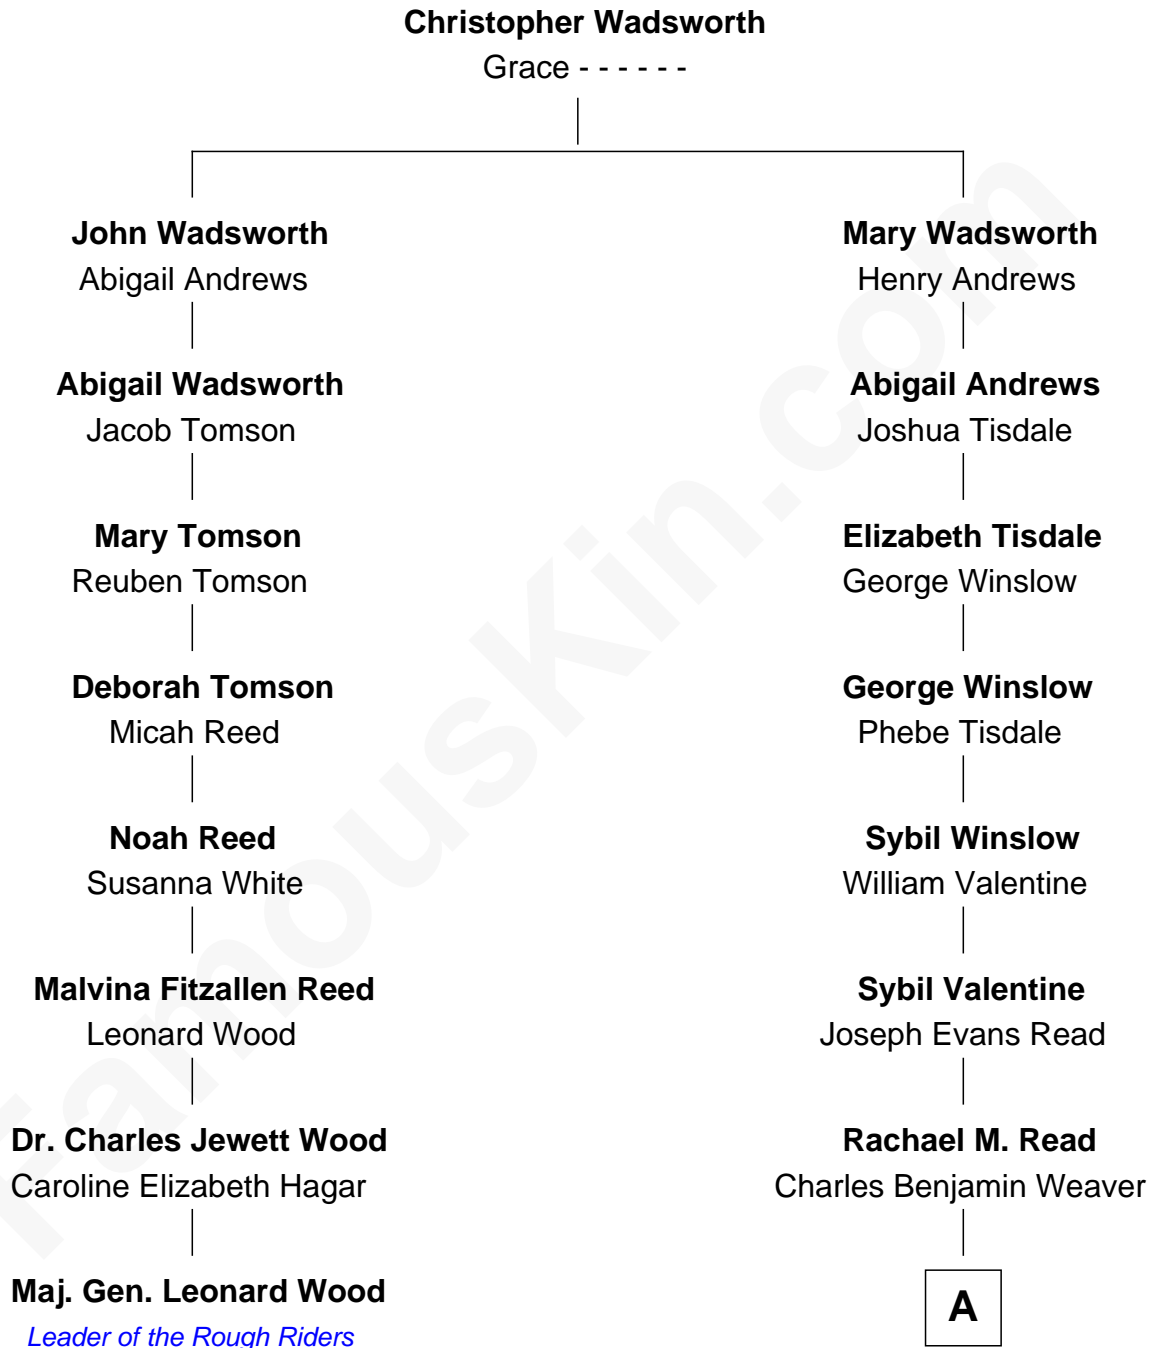 Christopher Wadsworth
Grace - - - - - -
John Wadsworth
Abigail Andrews
Mary Wadsworth
Henry Andrews
Abigail Wadsworth
Jacob Tomson
Abigail Andrews
Joshua Tisdale
Mary Tomson
Reuben Tomson
Elizabeth Tisdale
George Winslow
Deborah Tomson
Micah Reed
George Winslow
Phebe Tisdale
Noah Reed
Susanna White
Sybil Winslow
William Valentine
Malvina Fitzallen Reed
Leonard Wood
Sybil Valentine
Joseph Evans Read
Dr. Charles Jewett Wood
Caroline Elizabeth Hagar
Rachael M. Read
Charles Benjamin Weaver
Maj. Gen. Leonard Wood
Leader of the Rough Riders
A
FamousKin.com